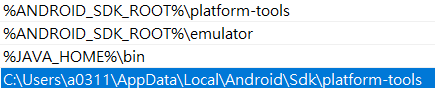 %ANDROID_SDK_ROOT%\platform-tools
%ANDROID_SDK_ROOT%\emulator
%JAVA_HOME%\bin
C:\Users\a0311\AppData\Local\Android\Sdk\platform-tools